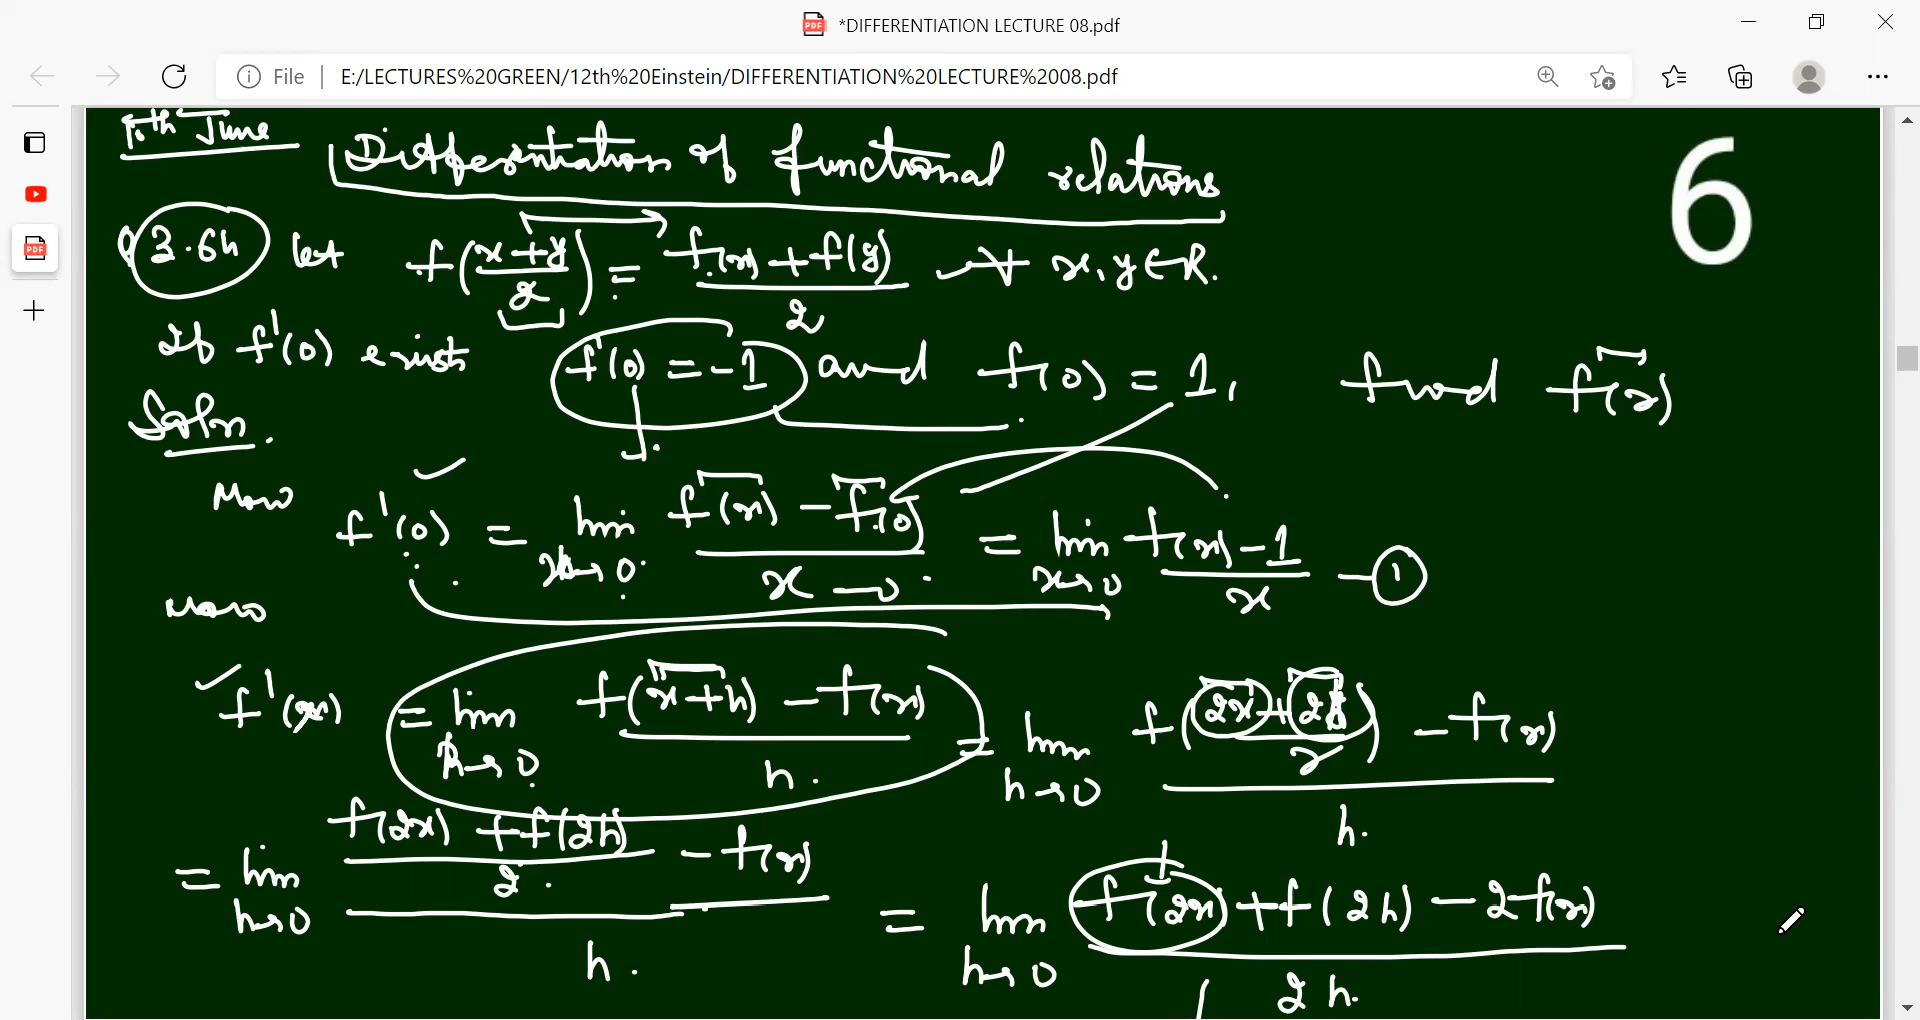 *DIFFERENTIATION LECTURE 08.pdf
File | E:/LECTURES%20GREEN/12th%20Einstein/DIFFERENTIATION%20LECTURE%2008.pdf
June
Differentiation of functional relations
6
Q 3.64 let f((x+y)/2) = (f(x)+f(y))/2 ∀ x, y ∈ R.
If f'(0) exists f'(0) = -1 and f(0) = 1, find f(2)
Soln.
Now f'(0) = lim x→0 (f(x) - f(0))/(x - 0) = lim x→0 (f(x) - 1)/x — ①
Now
f'(x) = lim h→0 (f(x+h) - f(x))/h. = lim h→0 (f((2x+2h)/2) - f(x))/h.
= lim h→0 ((f(2x) + f(2h))/2 - f(x))/h. = lim h→0 (f(2x) + f(2h) - 2f(x))/2h.